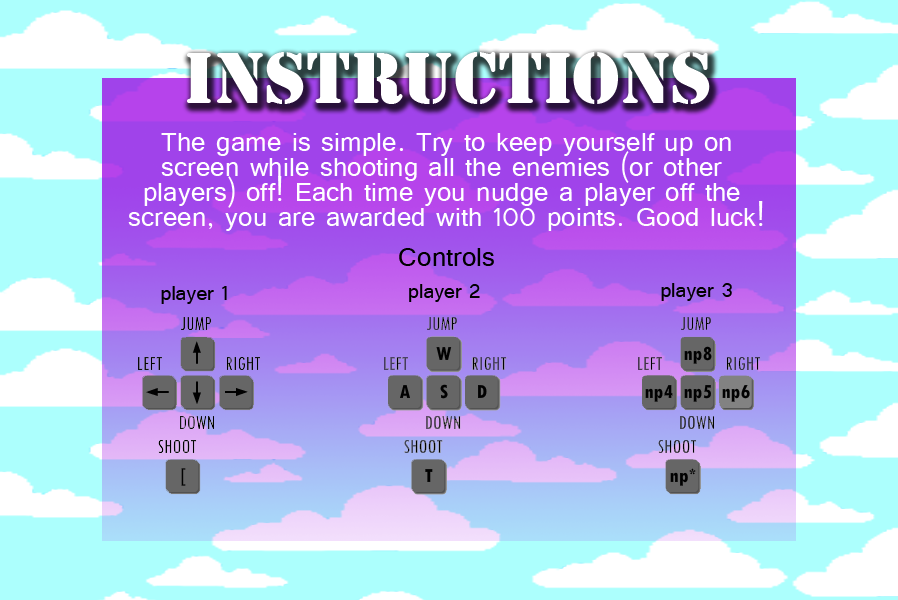 INSTRUCTIONS
The game is simple. Try to keep yourself up on
screen while shooting all the enemies (or other
players) off! Each time you nudge a player off the
screen, you are awarded with 100 points. Good luck!
Controls
player 1
JUMP
↑
LEFT
RIGHT
← ↓ →
DOWN
SHOOT
[
player 2
JUMP
W
LEFT
RIGHT
A S D
DOWN
SHOOT
T
player 3
JUMP
np8
LEFT
RIGHT
np4 np5 np6
DOWN
SHOOT
np*